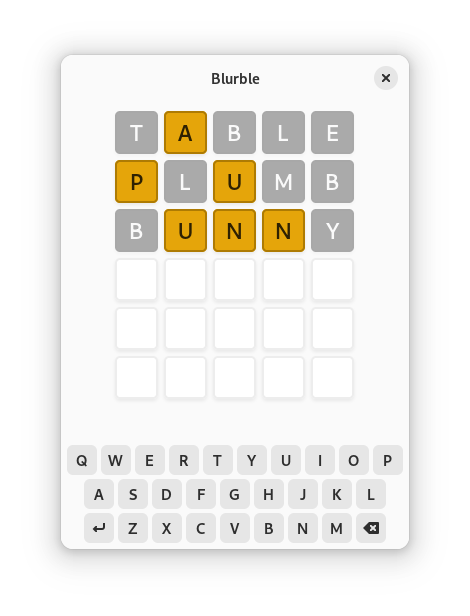 Blurble
T A B L E
P L U M B
B U N N Y
Q W E R T Y U I O P
A S D F G H J K L
Z X C V B N M